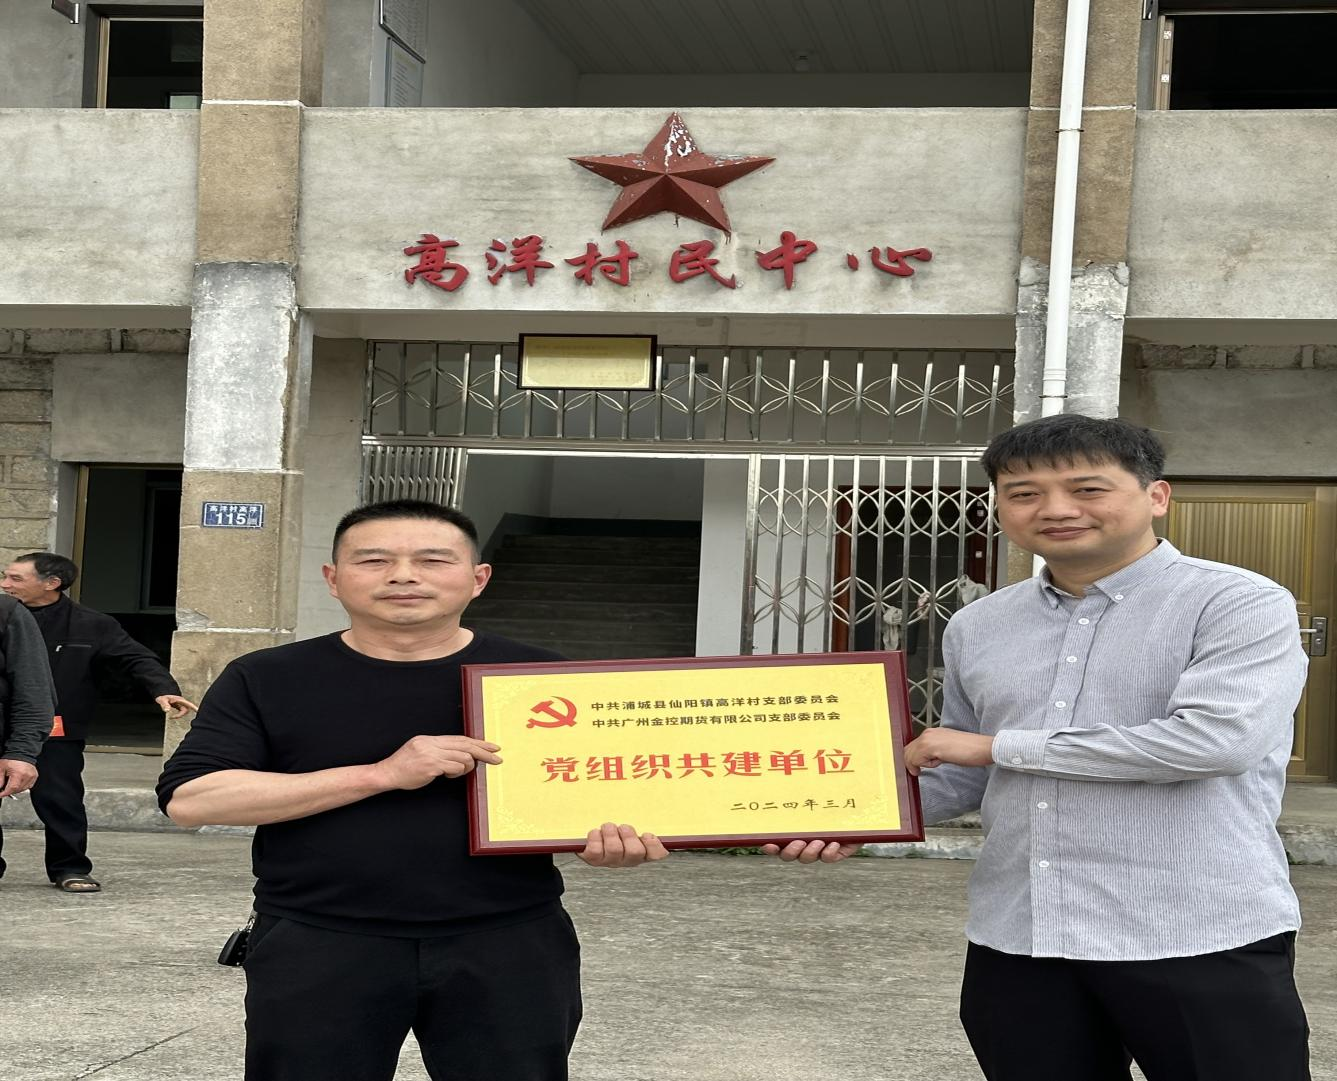 高洋村民中心
高洋村高洋
115
中共浦城县仙阳镇高洋村支部委员会
中共广州金控期货有限公司支部委员会
党组织共建单位
二〇二四年三月